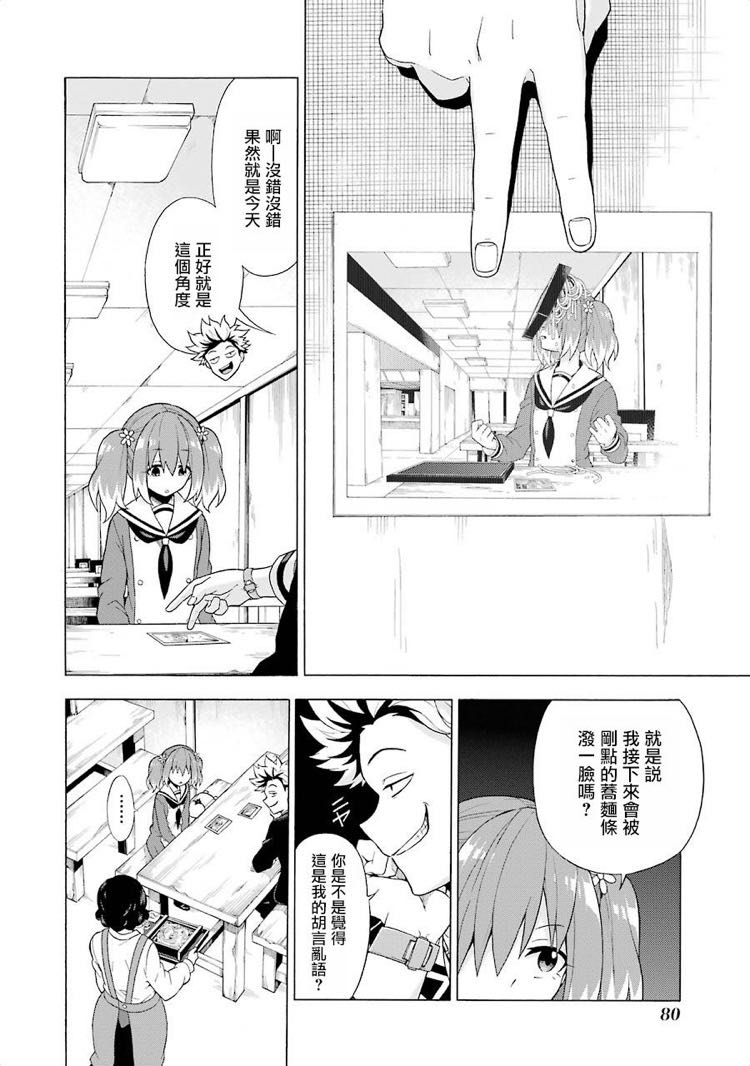 啊—沒錯沒錯
果然就是今天
正好就是
這個角度
就是說
我接下來會被
剛點的蕎麵條
潑一臉嗎？
ニヤ
你是不是覺得
這是我的胡言亂語？
……
80